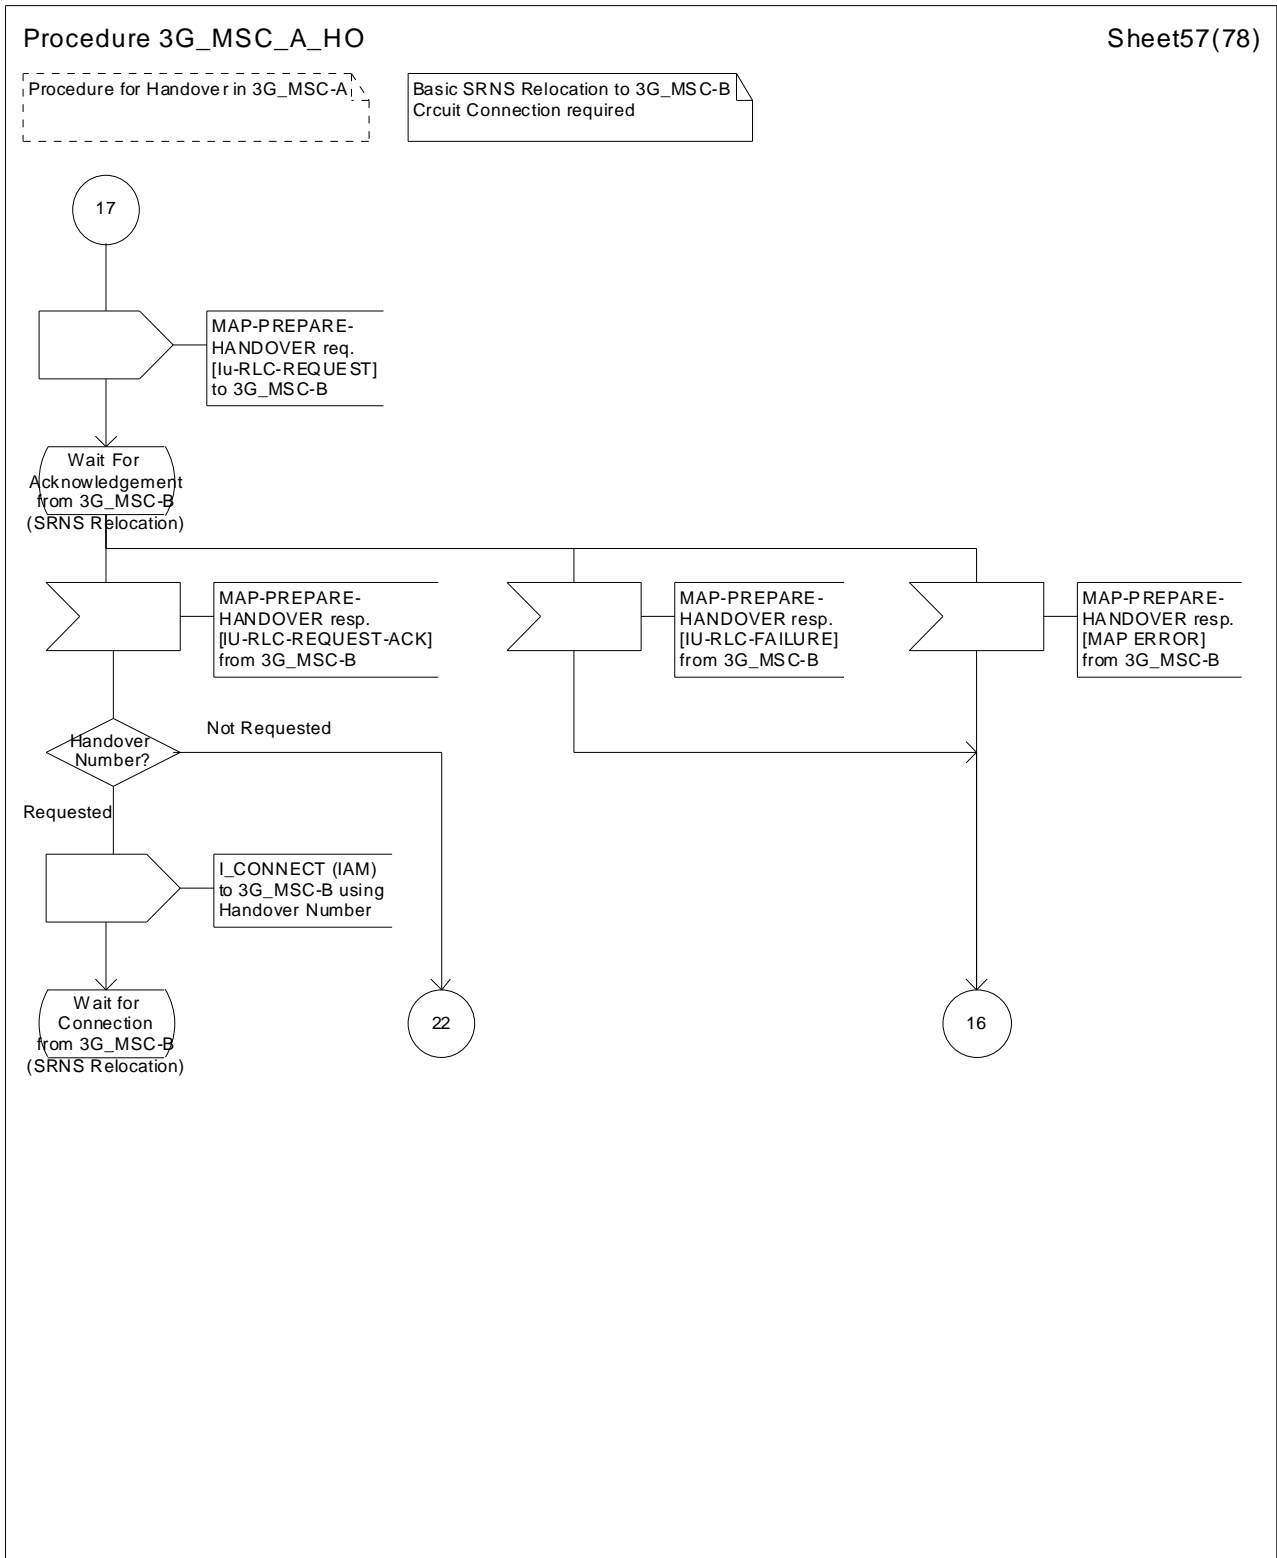 Procedure 3G_MSC_A_HO
Sheet57(78)
Procedure for Handover in 3G_MSC-A
Basic SRNS Relocation to 3G_MSC-B
Crcuit Connection required
17
MAP-PREPARE-
HANDOVER req.
[Iu-RLC-REQUEST]
to 3G_MSC-B
Wait For
Acknowledgement
from 3G_MSC-B
(SRNS Relocation)
MAP-PREPARE-
HANDOVER resp.
[IU-RLC-REQUEST-ACK]
from 3G_MSC-B
MAP-PREPARE-
HANDOVER resp.
[IU-RLC-FAILURE]
from 3G_MSC-B
MAP-PREPARE-
HANDOVER resp.
[MAP ERROR]
from 3G_MSC-B
Handover
Number?
Not Requested
Requested
I_CONNECT (IAM)
to 3G_MSC-B using
Handover Number
Wait for
Connection
from 3G_MSC-B
(SRNS Relocation)
22
16